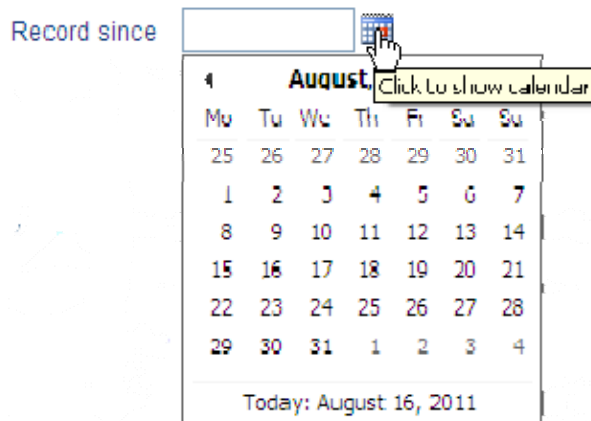 Record since
August,
Click to show calendar
Mo Tu We Th Fr Sa Su
25 26 27 28 29 30 31
1 2 3 4 5 6 7
8 9 10 11 12 13 14
15 16 17 18 19 20 21
22 23 24 25 26 27 28
29 30 31 1 2 3 4
Today: August 16, 2011